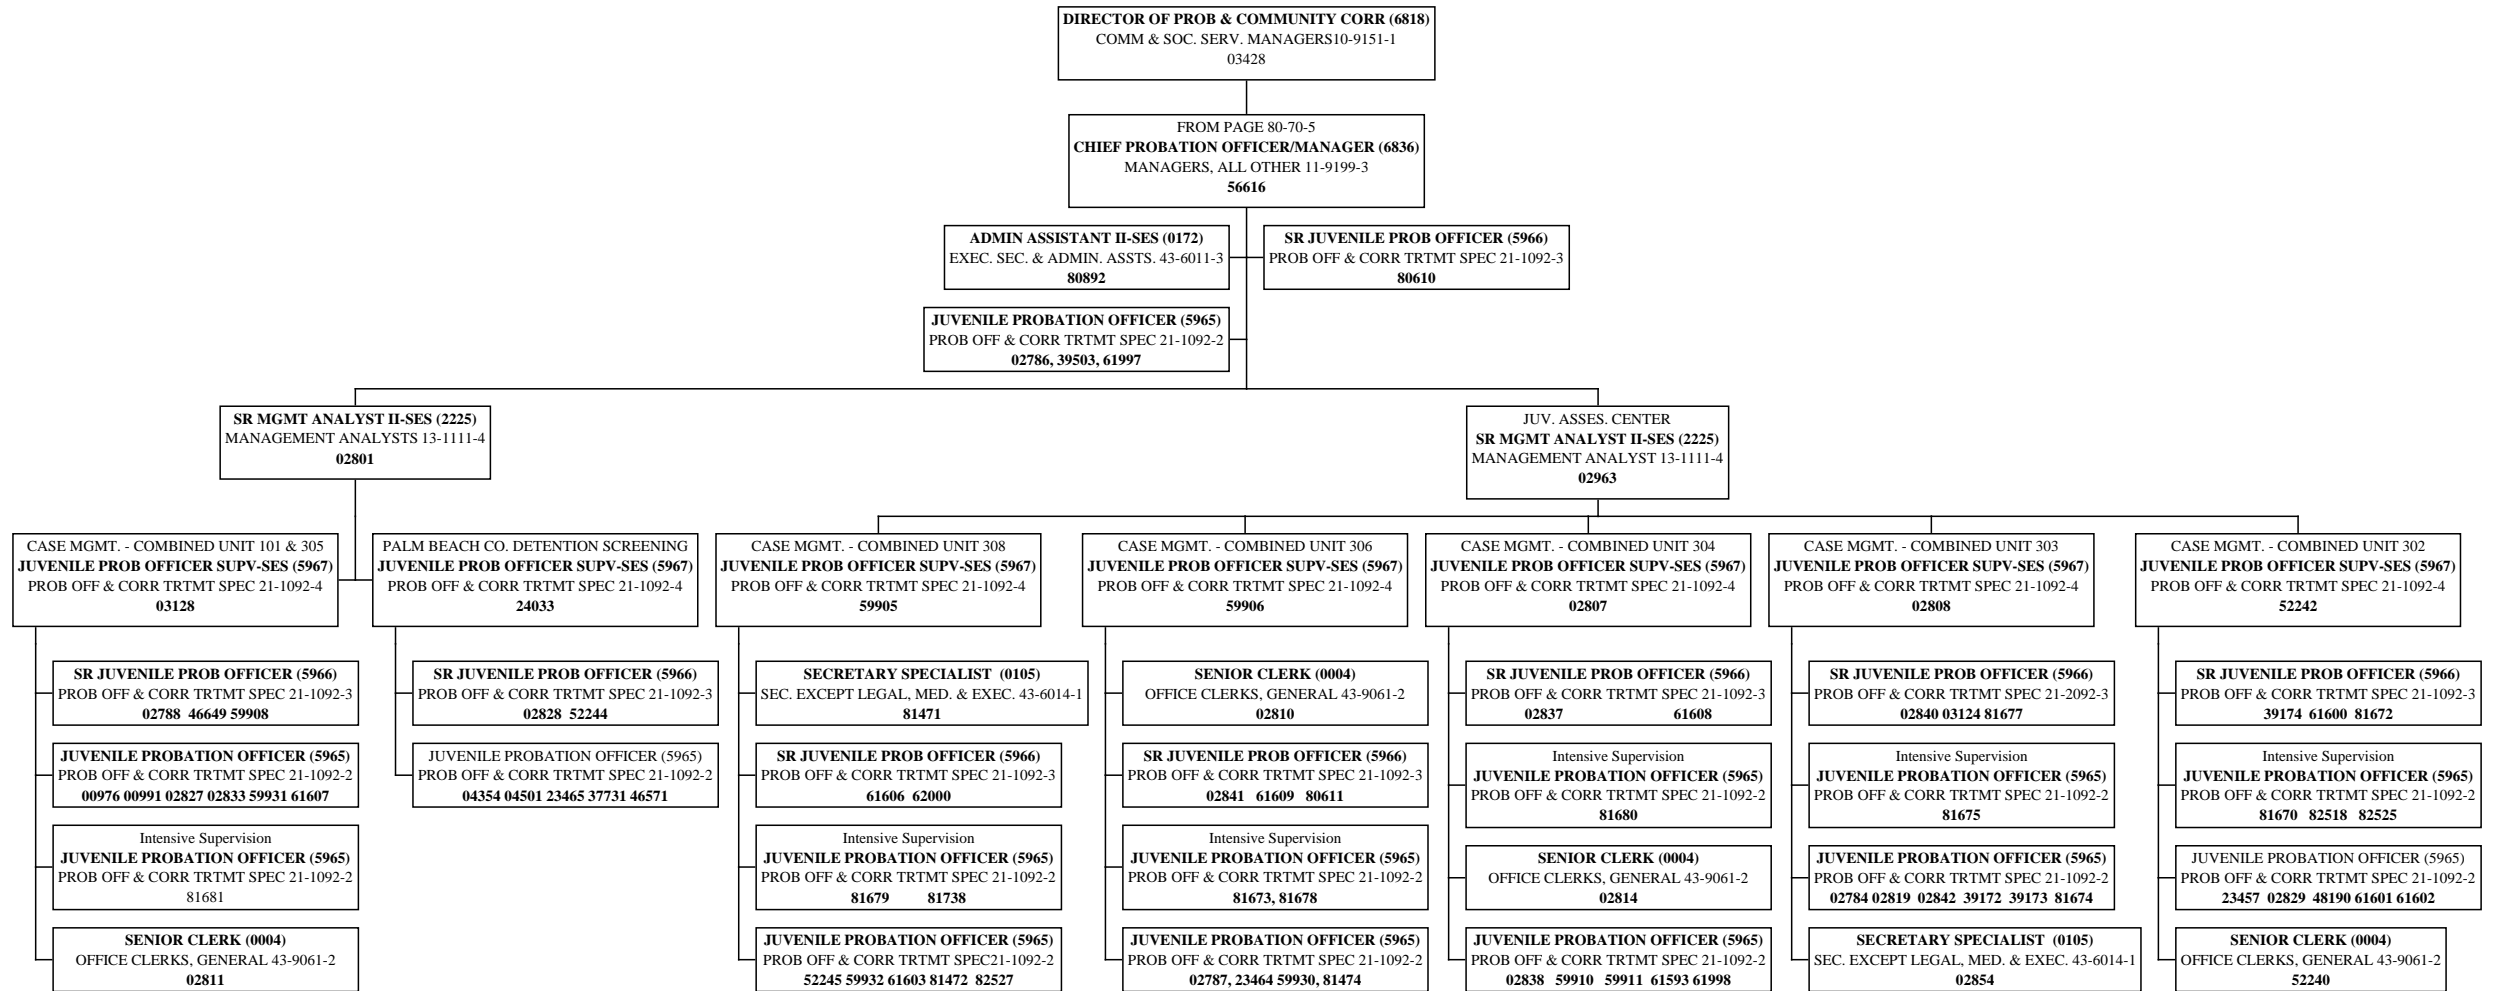 DIRECTOR OF PROB & COMMUNITY CORR (6818)
COMM & SOC. SERV. MANAGERS10-9151-1
03428
FROM PAGE 80-70-5
CHIEF PROBATION OFFICER/MANAGER (6836)
MANAGERS, ALL OTHER 11-9199-3
56616
ADMIN ASSISTANT II-SES (0172)
EXEC. SEC. & ADMIN. ASSTS. 43-6011-3
80892
SR JUVENILE PROB OFFICER (5966)
PROB OFF & CORR TRTMT SPEC 21-1092-3
80610
JUVENILE PROBATION OFFICER (5965)
PROB OFF & CORR TRTMT SPEC 21-1092-2
02786, 39503, 61997
SR MGMT ANALYST II-SES (2225)
MANAGEMENT ANALYSTS 13-1111-4
02801
JUV. ASSES. CENTER
SR MGMT ANALYST II-SES (2225)
MANAGEMENT ANALYST 13-1111-4
02963
CASE MGMT. - COMBINED UNIT 101 & 305
JUVENILE PROB OFFICER SUPV-SES (5967)
PROB OFF & CORR TRTMT SPEC 21-1092-4
03128
SR JUVENILE PROB OFFICER (5966)
PROB OFF & CORR TRTMT SPEC 21-1092-3
02788 46649 59908
JUVENILE PROBATION OFFICER (5965)
PROB OFF & CORR TRTMT SPEC 21-1092-2
00976 00991 02827 02833 59931 61607
Intensive Supervision
JUVENILE PROBATION OFFICER (5965)
PROB OFF & CORR TRTMT SPEC 21-1092-2
81681
SENIOR CLERK (0004)
OFFICE CLERKS, GENERAL 43-9061-2
02811
PALM BEACH CO. DETENTION SCREENING
JUVENILE PROB OFFICER SUPV-SES (5967)
PROB OFF & CORR TRTMT SPEC 21-1092-4
24033
SR JUVENILE PROB OFFICER (5966)
PROB OFF & CORR TRTMT SPEC 21-1092-3
02828 52244
JUVENILE PROBATION OFFICER (5965)
PROB OFF & CORR TRTMT SPEC 21-1092-2
04354 04501 23465 37731 46571
CASE MGMT. - COMBINED UNIT 308
JUVENILE PROB OFFICER SUPV-SES (5967)
PROB OFF & CORR TRTMT SPEC 21-1092-4
59905
SECRETARY SPECIALIST (0105)
SEC. EXCEPT LEGAL, MED. & EXEC. 43-6014-1
81471
SR JUVENILE PROB OFFICER (5966)
PROB OFF & CORR TRTMT SPEC 21-1092-3
61606 62000
Intensive Supervision
JUVENILE PROBATION OFFICER (5965)
PROB OFF & CORR TRTMT SPEC 21-1092-2
81679 81738
JUVENILE PROBATION OFFICER (5965)
PROB OFF & CORR TRTMT SPEC21-1092-2
52245 59932 61603 81472 82527
CASE MGMT. - COMBINED UNIT 306
JUVENILE PROB OFFICER SUPV-SES (5967)
PROB OFF & CORR TRTMT SPEC 21-1092-4
59906
SENIOR CLERK (0004)
OFFICE CLERKS, GENERAL 43-9061-2
02810
SR JUVENILE PROB OFFICER (5966)
PROB OFF & CORR TRTMT SPEC 21-1092-3
02841 61609 80611
Intensive Supervision
JUVENILE PROBATION OFFICER (5965)
PROB OFF & CORR TRTMT SPEC 21-1092-2
81673, 81678
JUVENILE PROBATION OFFICER (5965)
PROB OFF & CORR TRTMT SPEC 21-1092-2
02787, 23464 59930, 81474
CASE MGMT. - COMBINED UNIT 304
JUVENILE PROB OFFICER SUPV-SES (5967)
PROB OFF & CORR TRTMT SPEC 21-1092-4
02807
SR JUVENILE PROB OFFICER (5966)
PROB OFF & CORR TRTMT SPEC 21-1092-3
02837 61608
Intensive Supervision
JUVENILE PROBATION OFFICER (5965)
PROB OFF & CORR TRTMT SPEC 21-1092-2
81680
SENIOR CLERK (0004)
OFFICE CLERKS, GENERAL 43-9061-2
02814
JUVENILE PROBATION OFFICER (5965)
PROB OFF & CORR TRTMT SPEC 21-1092-2
02838 59910 59911 61593 61998
CASE MGMT. - COMBINED UNIT 303
JUVENILE PROB OFFICER SUPV-SES (5967)
PROB OFF & CORR TRTMT SPEC 21-1092-4
02808
SR JUVENILE PROB OFFICER (5966)
PROB OFF & CORR TRTMT SPEC 21-2092-3
02840 03124 81677
Intensive Supervision
JUVENILE PROBATION OFFICER (5965)
PROB OFF & CORR TRTMT SPEC 21-1092-2
81675
JUVENILE PROBATION OFFICER (5965)
PROB OFF & CORR TRTMT SPEC 21-1092-2
02784 02819 02842 39172 39173 81674
SECRETARY SPECIALIST (0105)
SEC. EXCEPT LEGAL, MED. & EXEC. 43-6014-1
02854
CASE MGMT. - COMBINED UNIT 302
JUVENILE PROB OFFICER SUPV-SES (5967)
PROB OFF & CORR TRTMT SPEC 21-1092-4
52242
SR JUVENILE PROB OFFICER (5966)
PROB OFF & CORR TRTMT SPEC 21-1092-3
39174 61600 81672
Intensive Supervision
JUVENILE PROBATION OFFICER (5965)
PROB OFF & CORR TRTMT SPEC 21-1092-2
81670 82518 82525
JUVENILE PROBATION OFFICER (5965)
PROB OFF & CORR TRTMT SPEC 21-1092-2
23457 02829 48190 61601 61602
SENIOR CLERK (0004)
OFFICE CLERKS, GENERAL 43-9061-2
52240